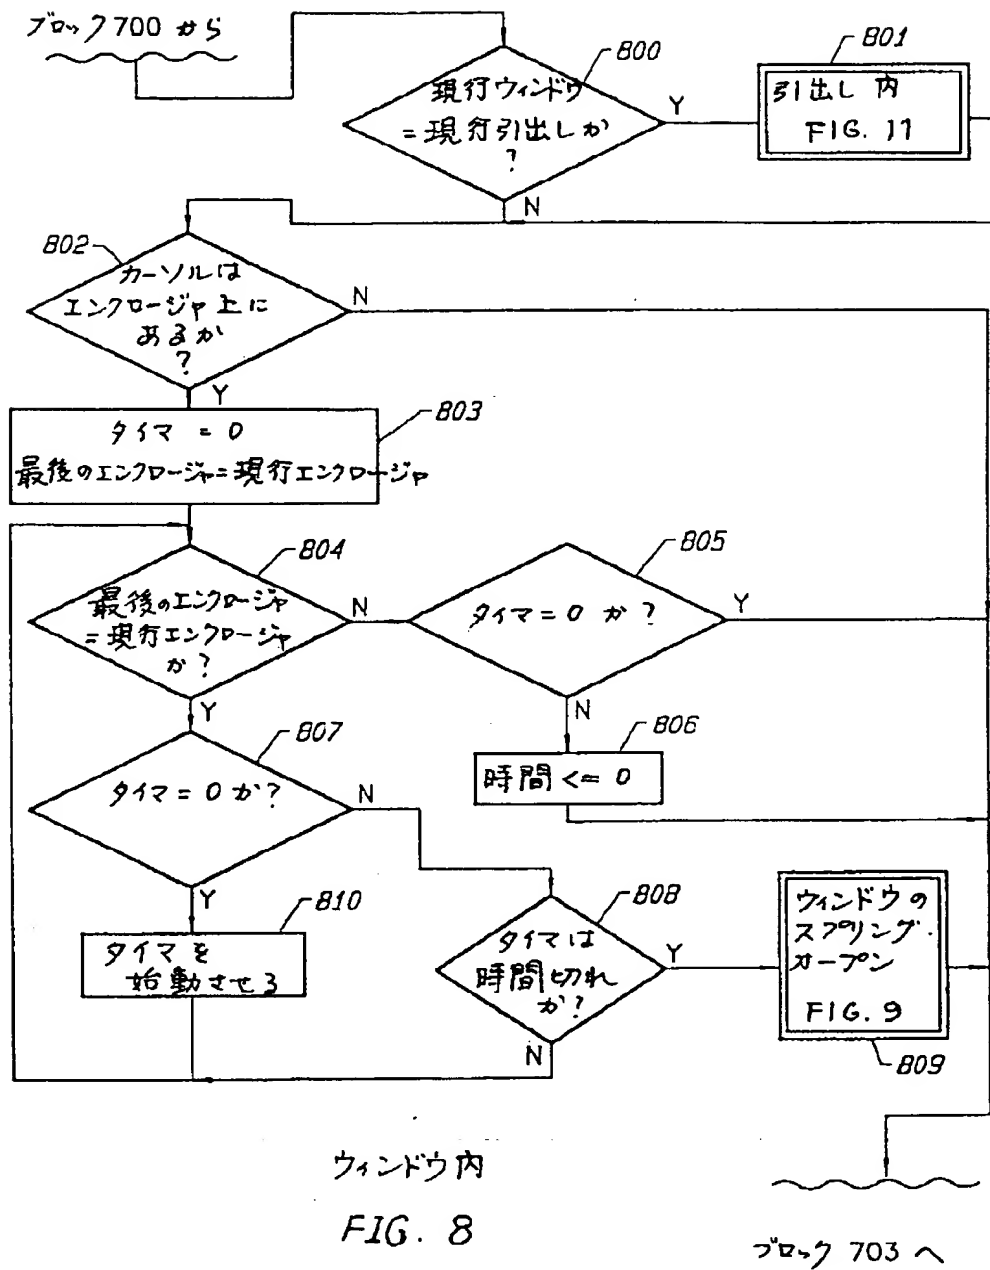 ブロック 700 から
800
現行ウィンドウ
=現行引出しか
?
Y
N
801
引出し 内
FIG. 11
802
カーソルは
エンクロージャ上に
あるか
?
N
Y
803
タイマ = 0
最後のエンクロージャ=現行エンクロージャ
804
最後のエンクロージャ
=現行エンクロージャ
か?
N
Y
805
タイマ=0 か?
Y
N
806
時間 <= 0
807
タイマ=0 か?
N
Y
808
タイマは
時間切れ
か?
Y
N
810
タイマを
始動させる
ウィンドウの
スプリング・
オープン
FIG. 9
809
ウィンドウ内
FIG. 8
ブロック 703 へ